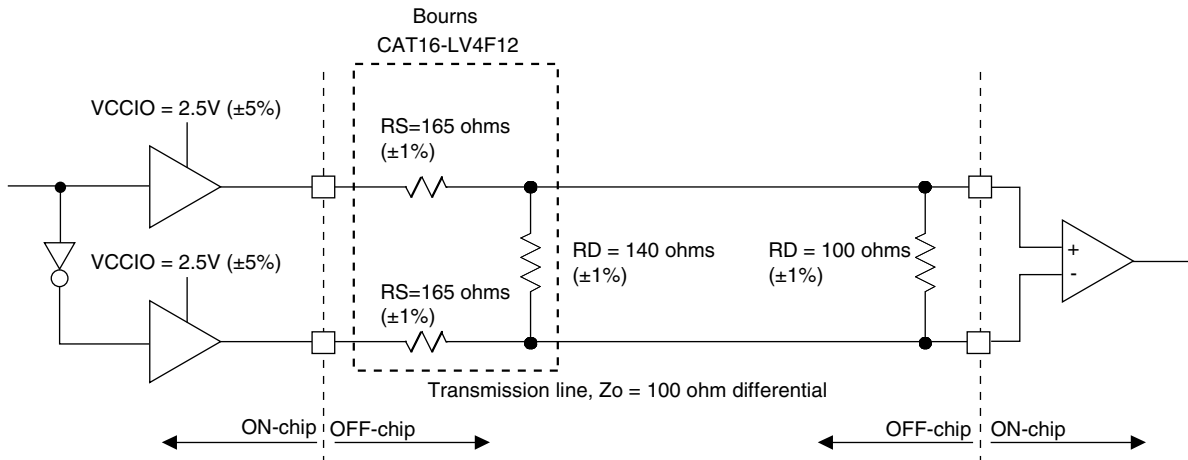 Bourns
CAT16-LV4F12
VCCIO = 2.5V (±5%)
RS=165 ohms
(±1%)
RD = 140 ohms
(±1%)
RD = 100 ohms
(±1%)
+
-
VCCIO = 2.5V (±5%)
RS=165 ohms
(±1%)
Transmission line, Zo = 100 ohm differential
ON-chip OFF-chip
OFF-chip ON-chip